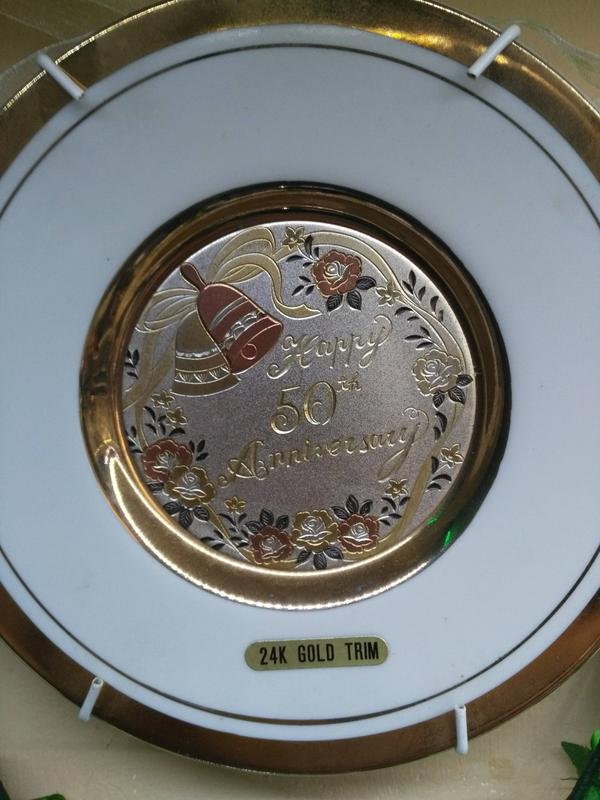 Happy
50th
Anniversary
24K GOLD TRIM